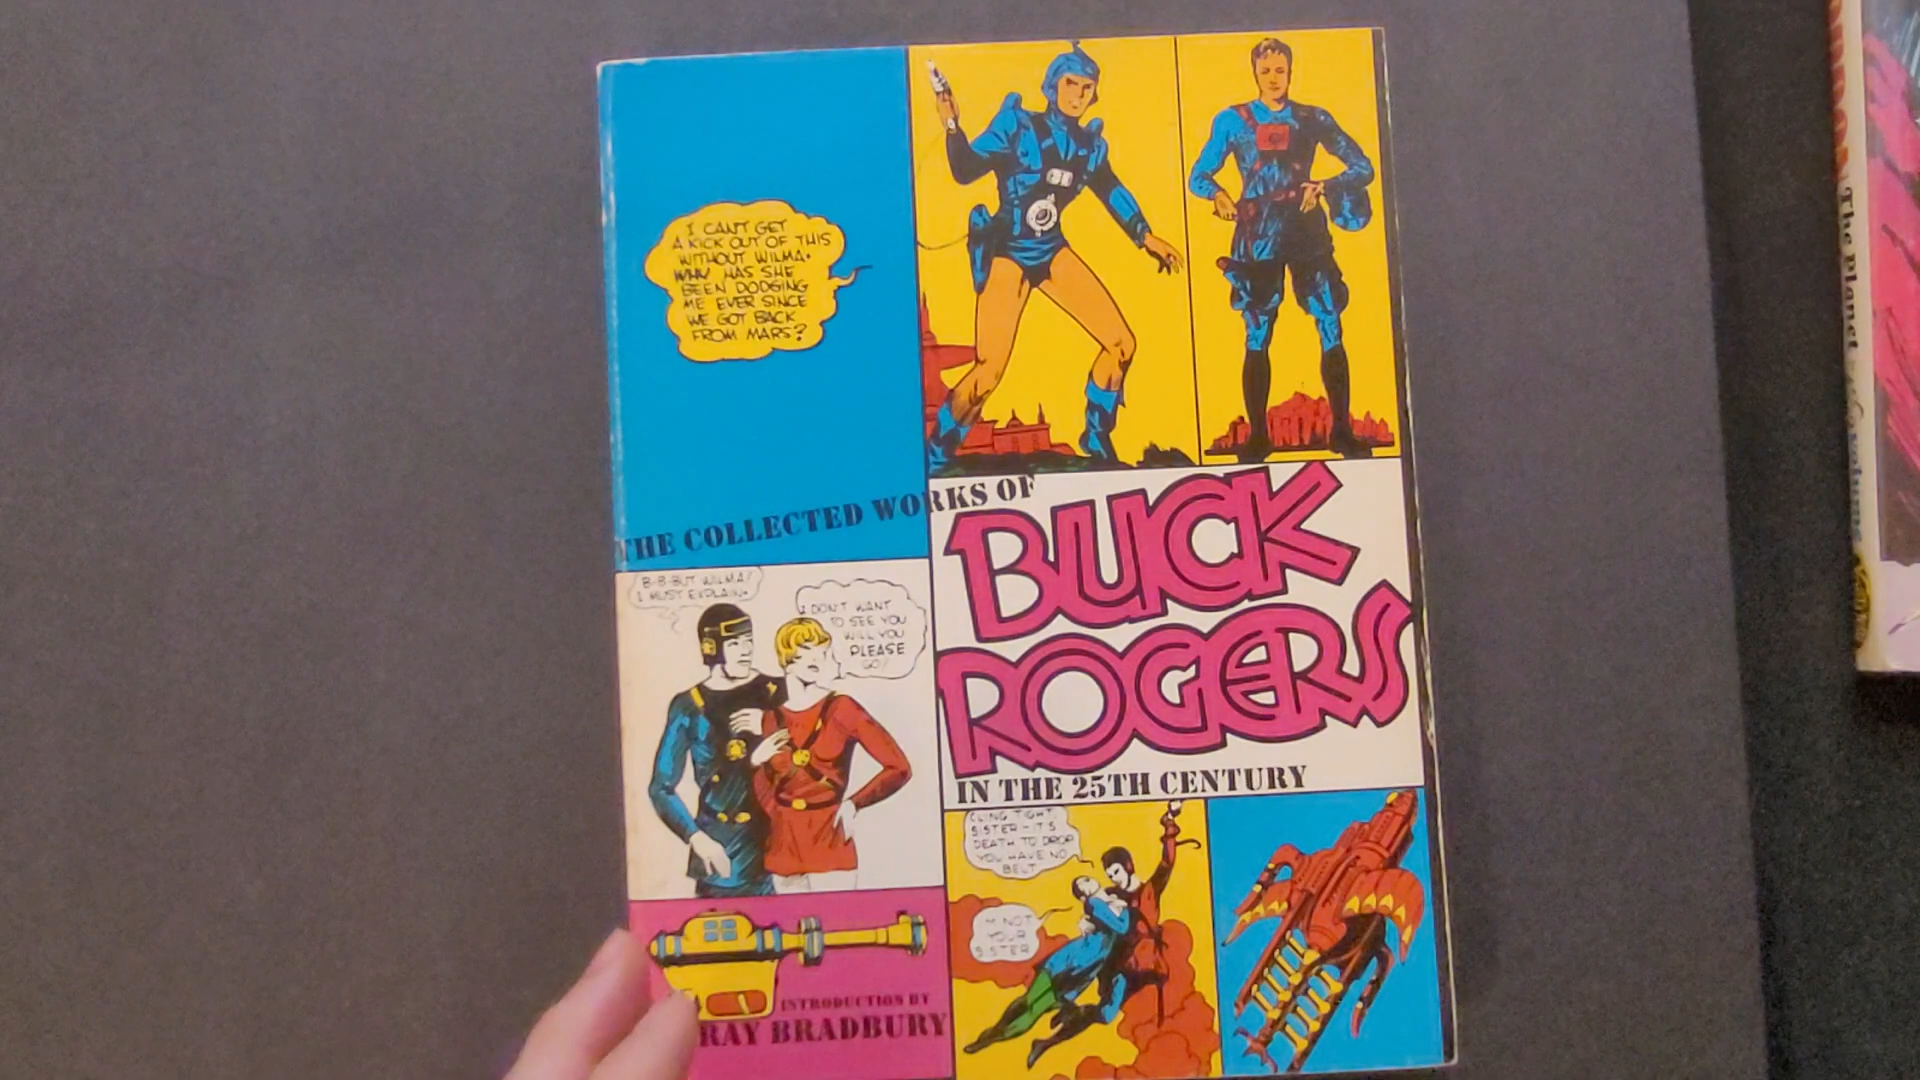 I CAN'T GET
A KICK OUT OF THIS
WITHOUT WILMA.
WHY HAS SHE
BEEN DODGING
ME EVER SINCE
WE GOT BACK
FROM MARS?
THE COLLECTED WORKS OF
BUCK
ROGERS
IN THE 25TH CENTURY
B-B-BUT WILMA!
I MUST EXPLAIN.
I DON'T WANT
TO SEE YOU
WILL YOU
PLEASE
GO!
CLING TIGHT,
SISTER - IT'S
DEATH TO DROP
YOU HAVE NO
BELT
I'M NOT
YOUR
SISTER
INTRODUCTION BY
RAY BRADBURY
The Planet